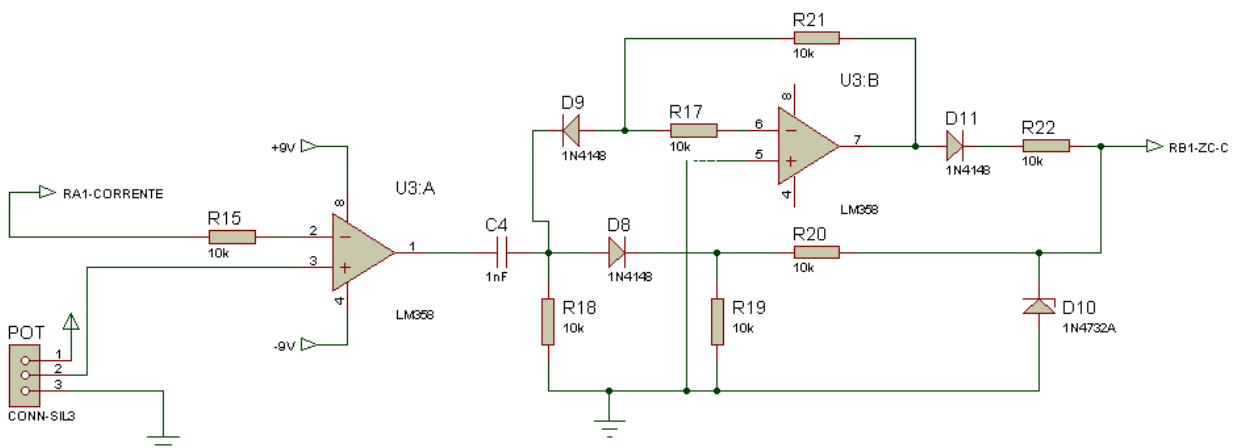 R21
10k
U3:B
D9
1N4148
R17
10k
8
6
5
7
4
LM358
D11
1N4148
R22
10k
RB1-ZC-C
+9V
RA1-CORRENTE
U3:A
R15
10k
8
2
3
1
4
LM358
-9V
C4
1nF
D8
1N4148
R20
10k
R18
10k
R19
10k
D10
1N4732A
POT
1
2
3
CONN-SIL3